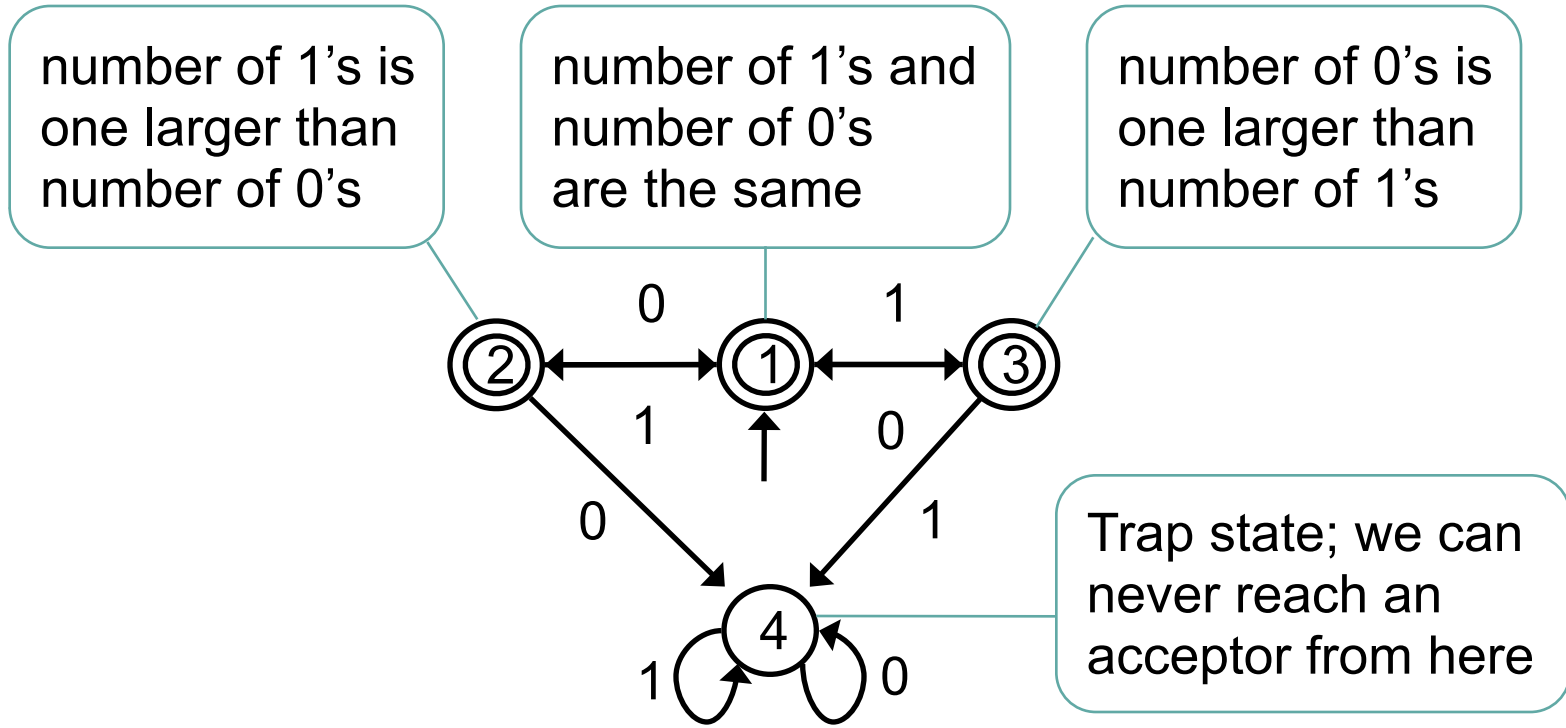 number of 1’s is
one larger than
number of 0’s
number of 1’s and
number of 0’s
are the same
number of 0’s is
one larger than
number of 1’s
0
1
2
1
3
1
0
0
1
Trap state; we can
never reach an
acceptor from here
4
1
0